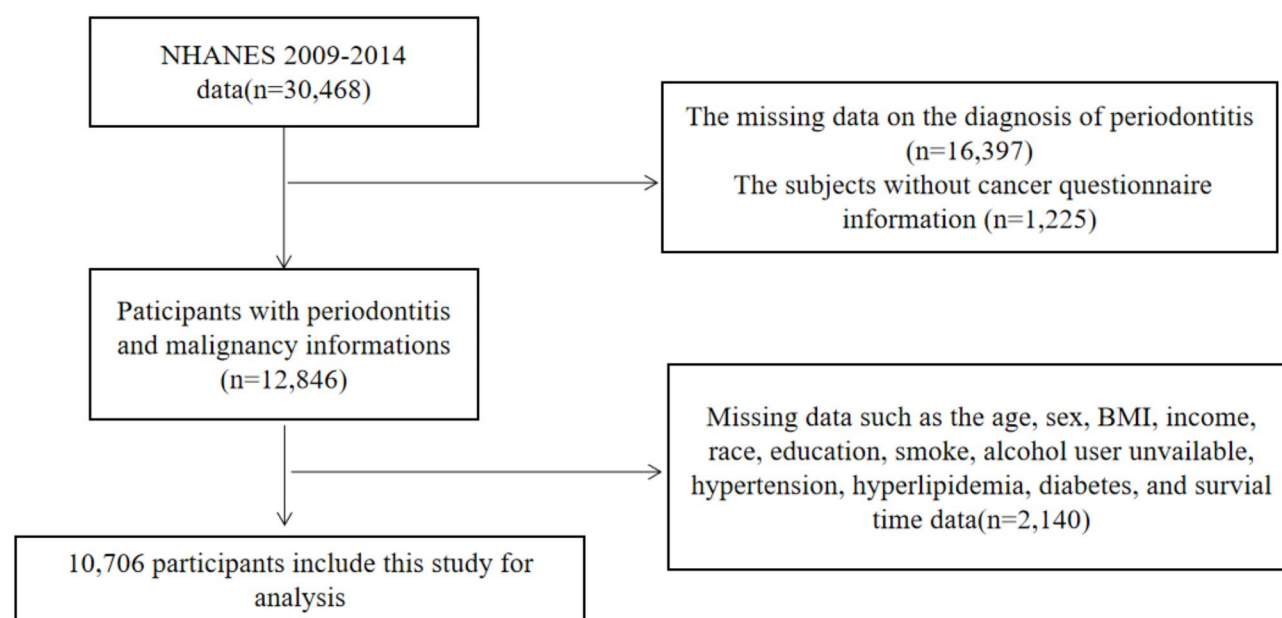 NHANES 2009-2014
data(n=30,468)
The missing data on the diagnosis of periodontitis
(n=16,397)
The subjects without cancer questionnaire
information (n=1,225)
Paticipants with periodontitis
and malignancy informations
(n=12,846)
Missing data such as the age, sex, BMI, income,
race, education, smoke, alcohol user unvailable,
hypertension, hyperlipidemia, diabetes, and survial
time data(n=2,140)
10,706 participants include this study for
analysis